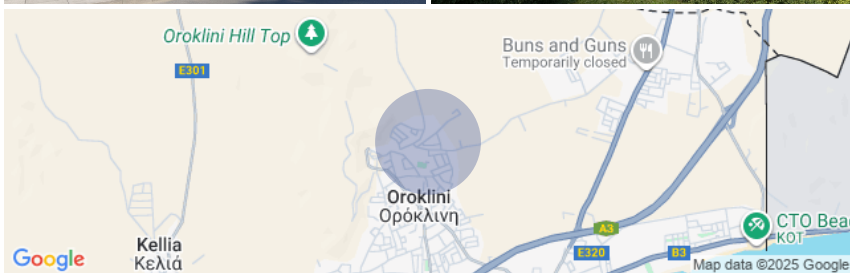 Oroklini Hill Top
E301
Buns and Guns
Temporarily closed
Oroklini
Ορόκλινη
A3
CTO Beac
KOT
Kellia
Κελιά
E320
B3
Google
Map data ©2025 Google